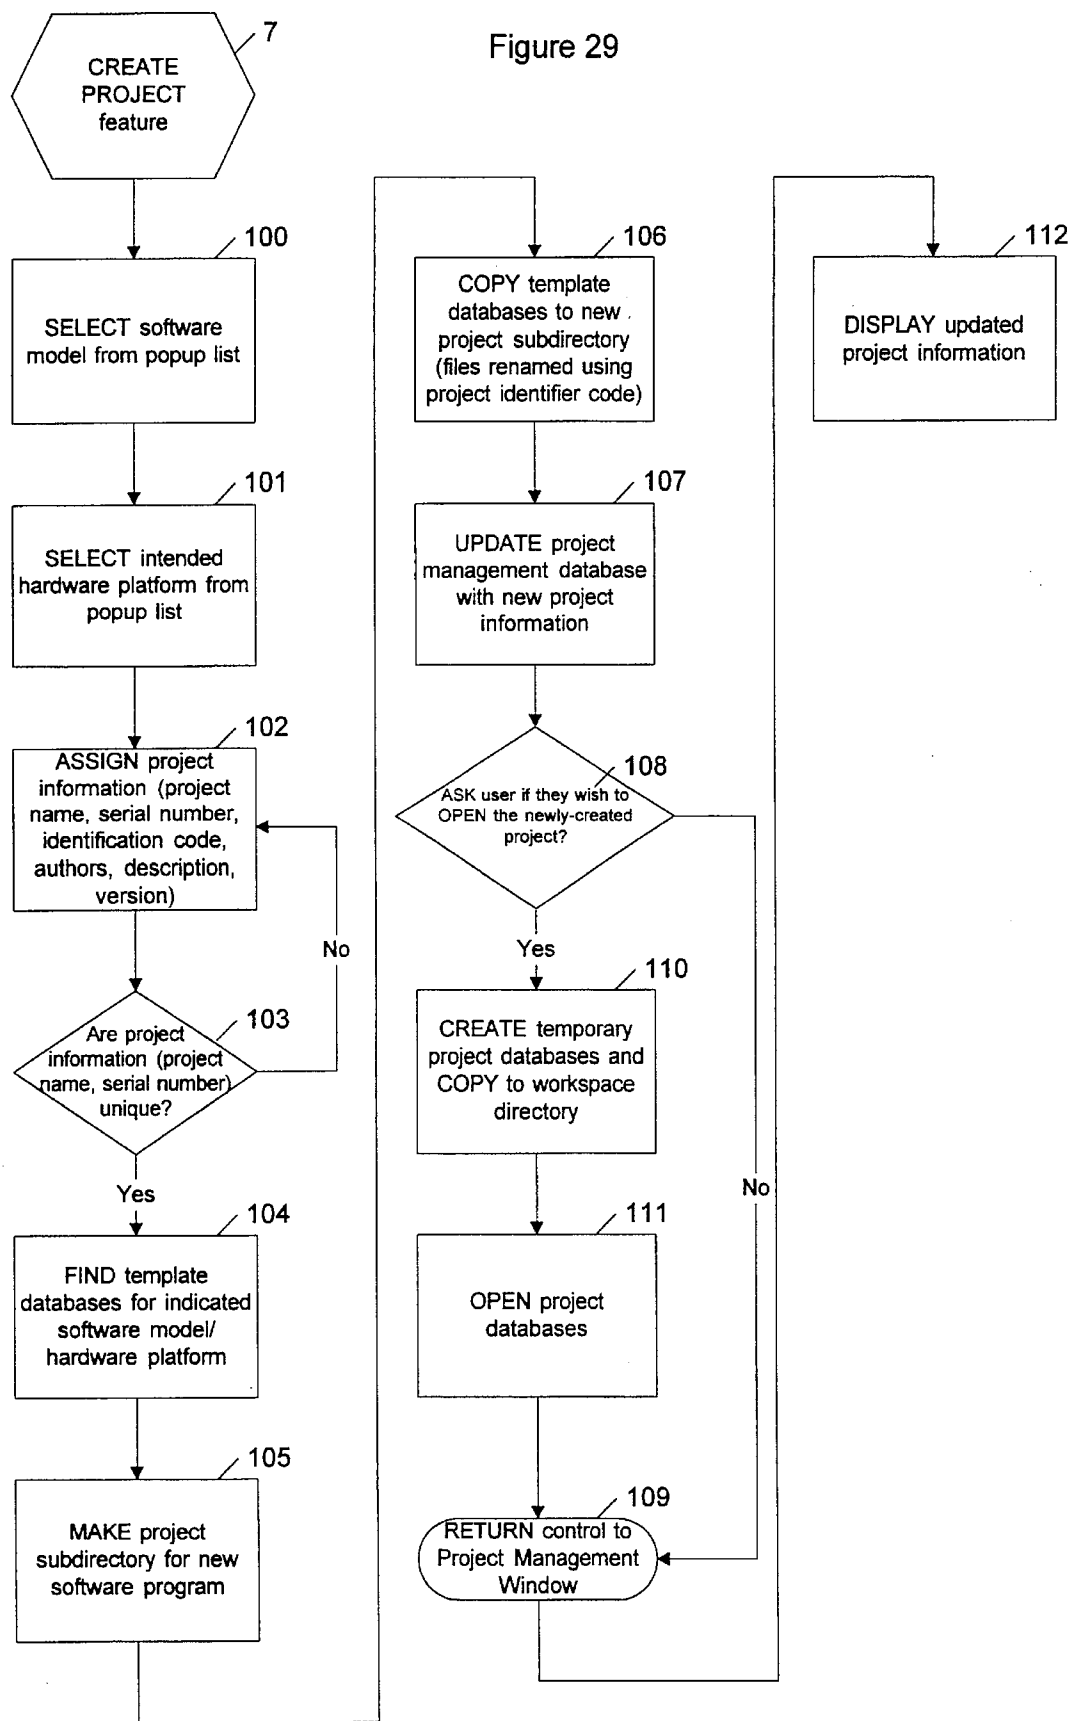 Figure 29
7
CREATE
PROJECT
feature
100
SELECT software
model from popup list
101
SELECT intended
hardware platform from
popup list
102
ASSIGN project
information (project
name, serial number,
identification code,
authors, description,
version)
No
103
Are project
information (project
name, serial number)
unique?
Yes
104
FIND template
databases for indicated
software model/
hardware platform
105
MAKE project
subdirectory for new
software program
106
COPY template
databases to new
project subdirectory
(files renamed using
project identifier code)
107
UPDATE project
management database
with new project
information
108
ASK user if they wish to
OPEN the newly-created
project?
Yes
No
110
CREATE temporary
project databases and
COPY to workspace
directory
111
OPEN project
databases
109
RETURN control to
Project Management
Window
112
DISPLAY updated
project information